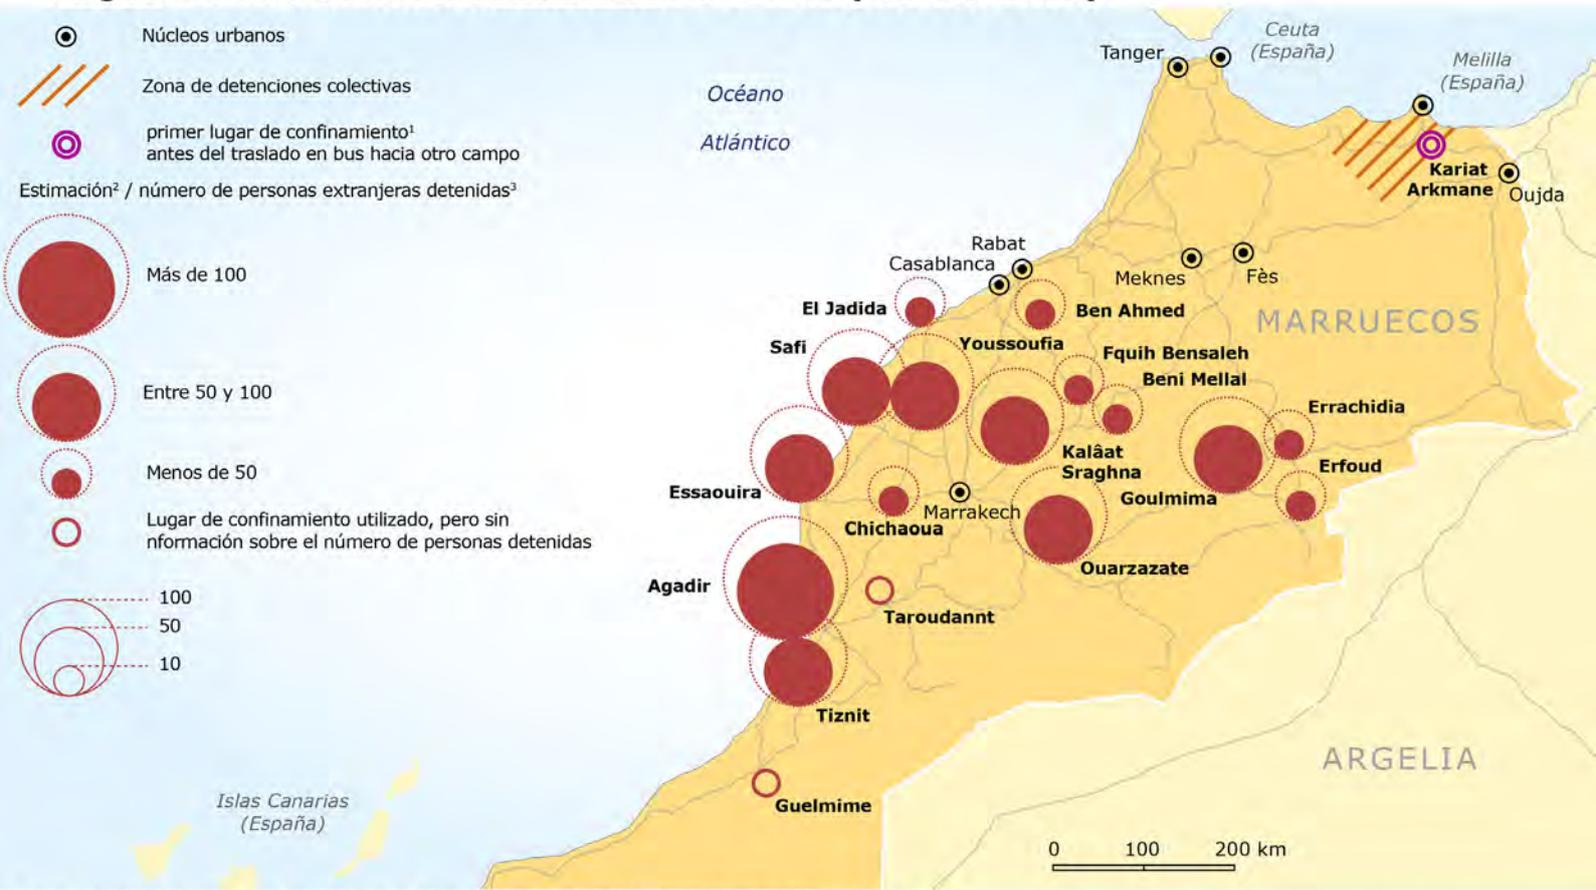 Núcleos urbanos
Zona de detenciones colectivas
primer lugar de confinamiento¹
antes del traslado en bus hacia otro campo
Estimación² / número de personas extranjeras detenidas³
Más de 100
Entre 50 y 100
Menos de 50
Lugar de confinamiento utilizado, pero sin
nformación sobre el número de personas detenidas
100
50
10
Océano
Atlántico
Tanger
Ceuta
(España)
Melilla
(España)
Kariat
Arkmane
Oujda
Rabat
Casablanca
Meknes
Fès
El Jadida
Ben Ahmed
MARRUECOS
Safi
Youssoufia
Fquih Bensaleh
Beni Mellal
Errachidia
Kalâat
Sraghna
Erfoud
Essaouira
Goulmima
Marrakech
Chichaoua
Ouarzazate
Agadir
Taroudannt
Tiznit
ARGELIA
Guelmime
Islas Canarias
(España)
0 100 200 km